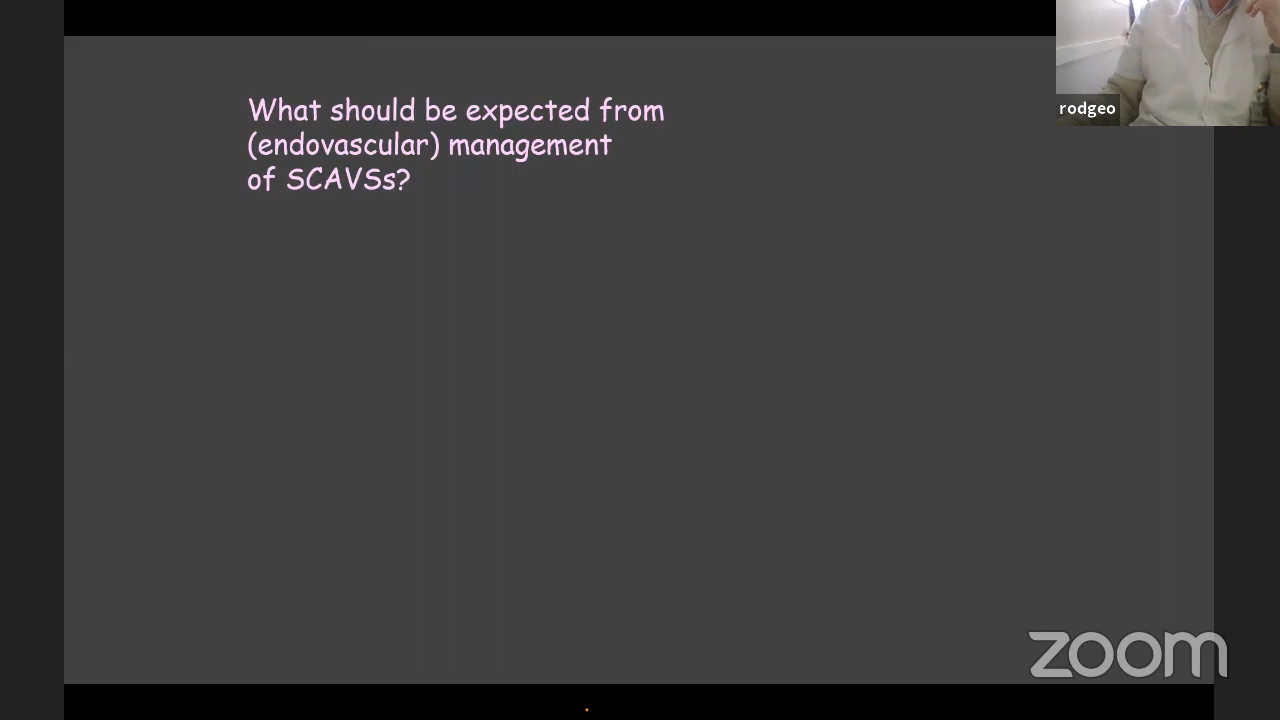 What should be expected from
(endovascular) management
of SCAVSs?
rodgeo
zoom